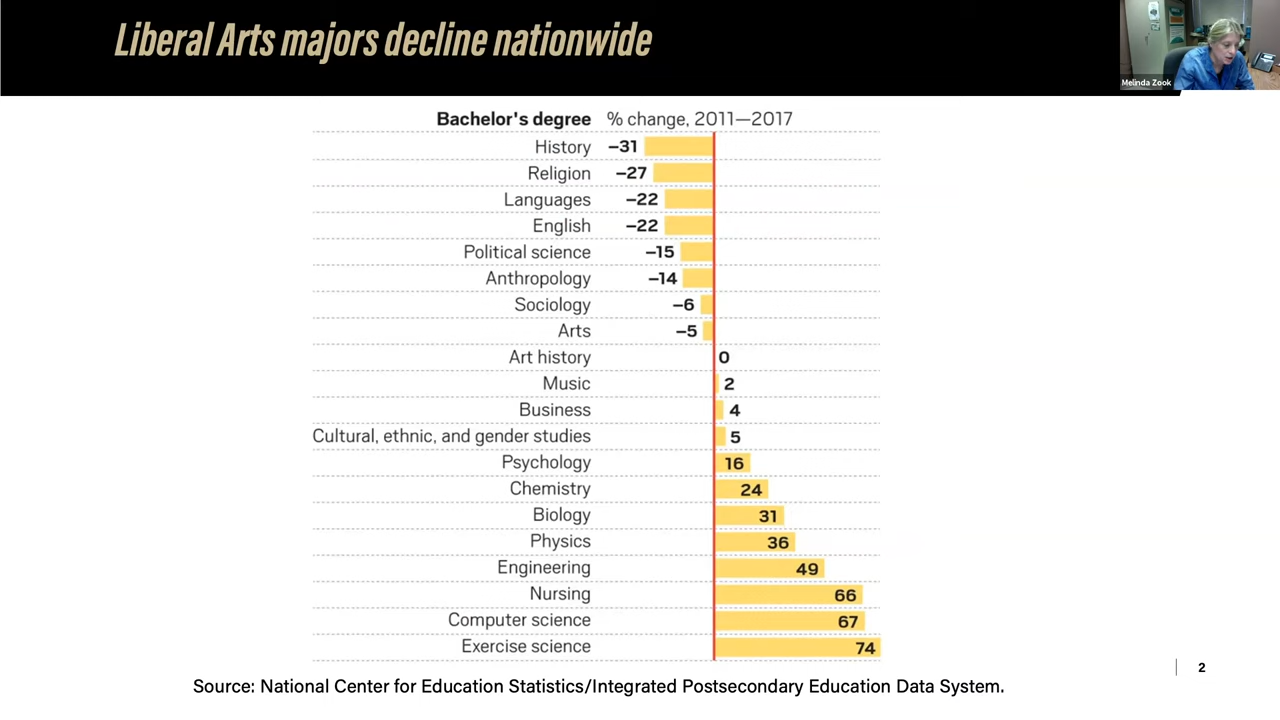 Liberal Arts majors decline nationwide
Melinda Zook
Bachelor's degree % change, 2011—2017
History −31
Religion −27
Languages −22
English −22
Political science −15
Anthropology −14
Sociology −6
Arts −5
Art history 0
Music 2
Business 4
Cultural, ethnic, and gender studies 5
Psychology 16
Chemistry 24
Biology 31
Physics 36
Engineering 49
Nursing 66
Computer science 67
Exercise science 74
Source: National Center for Education Statistics/Integrated Postsecondary Education Data System.
2